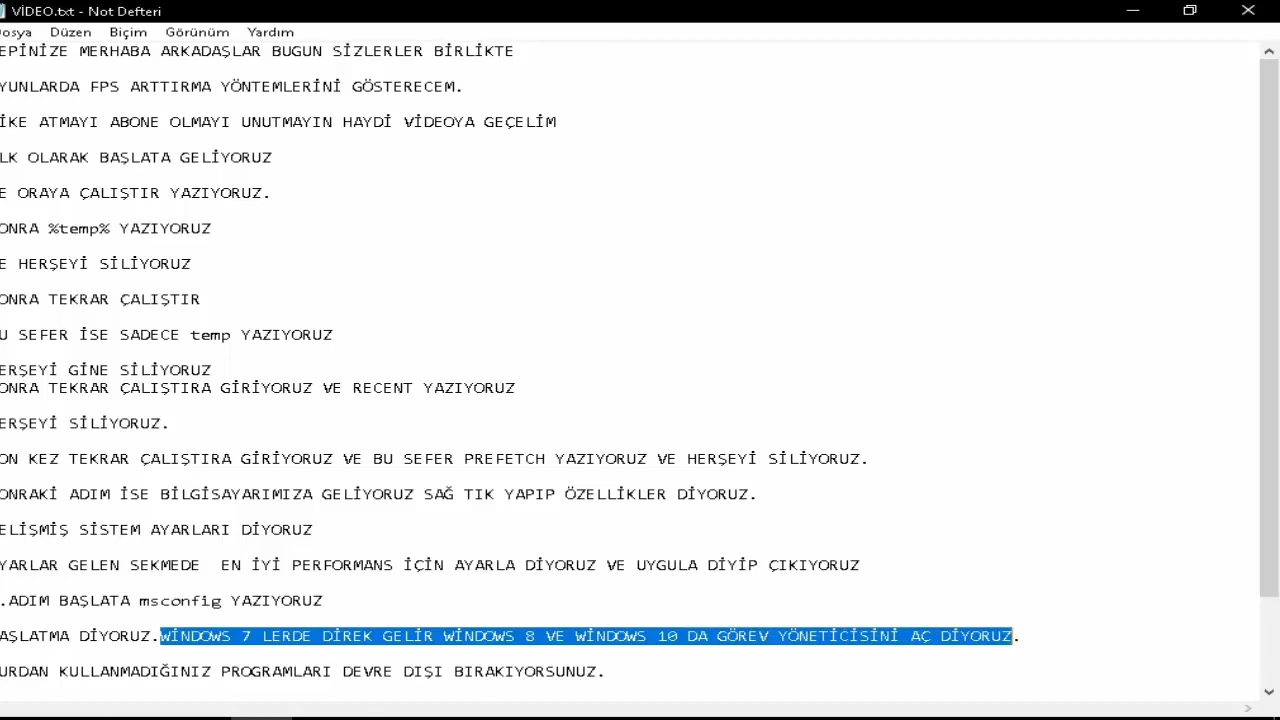 VİDEO.txt - Not Defteri
osya Düzen Biçim Görünüm Yardım
EPİNİZE MERHABA ARKADAŞLAR BUGUN SİZLERLER BİRLİKTE
YUNLARDA FPS ARTTIRMA YÖNTEMLERİNİ GÖSTERECEM.
İKE ATMAYI ABONE OLMAYI UNUTMAYIN HAYDİ VİDEOYA GEÇELİM
LK OLARAK BAŞLATA GELİYORUZ
E ORAYA ÇALIŞTIR YAZIYORUZ.
ONRA %temp% YAZIYORUZ
E HERŞEYİ SİLİYORUZ
ONRA TEKRAR ÇALIŞTIR
U SEFER İSE SADECE temp YAZIYORUZ
ERŞEYİ GİNE SİLİYORUZ
ONRA TEKRAR ÇALIŞTIRA GİRİYORUZ VE RECENT YAZIYORUZ
ERŞEYİ SİLİYORUZ.
ON KEZ TEKRAR ÇALIŞTIRA GİRİYORUZ VE BU SEFER PREFETCH YAZIYORUZ VE HERŞEYİ SİLİYORUZ.
ONRAKİ ADIM İSE BİLGİSAYARIMIZA GELİYORUZ SAĞ TIK YAPIP ÖZELLİKLER DİYORUZ.
ELİŞMİŞ SİSTEM AYARLARI DİYORUZ
YARLAR GELEN SEKMEDE  EN İYİ PERFORMANS İÇİN AYARLA DİYORUZ VE UYGULA DİYİP ÇIKIYORUZ
.ADIM BAŞLATA msconfig YAZIYORUZ
AŞLATMA DİYORUZ.WİNDOWS 7 LERDE DİREK GELİR WİNDOWS 8 VE WİNDOWS 10 DA GÖREV YÖNETİCİSİNİ AÇ DİYORUZ.
URDAN KULLANMADIĞINIZ PROGRAMLARI DEVRE DIŞI BIRAKIYORSUNUZ.